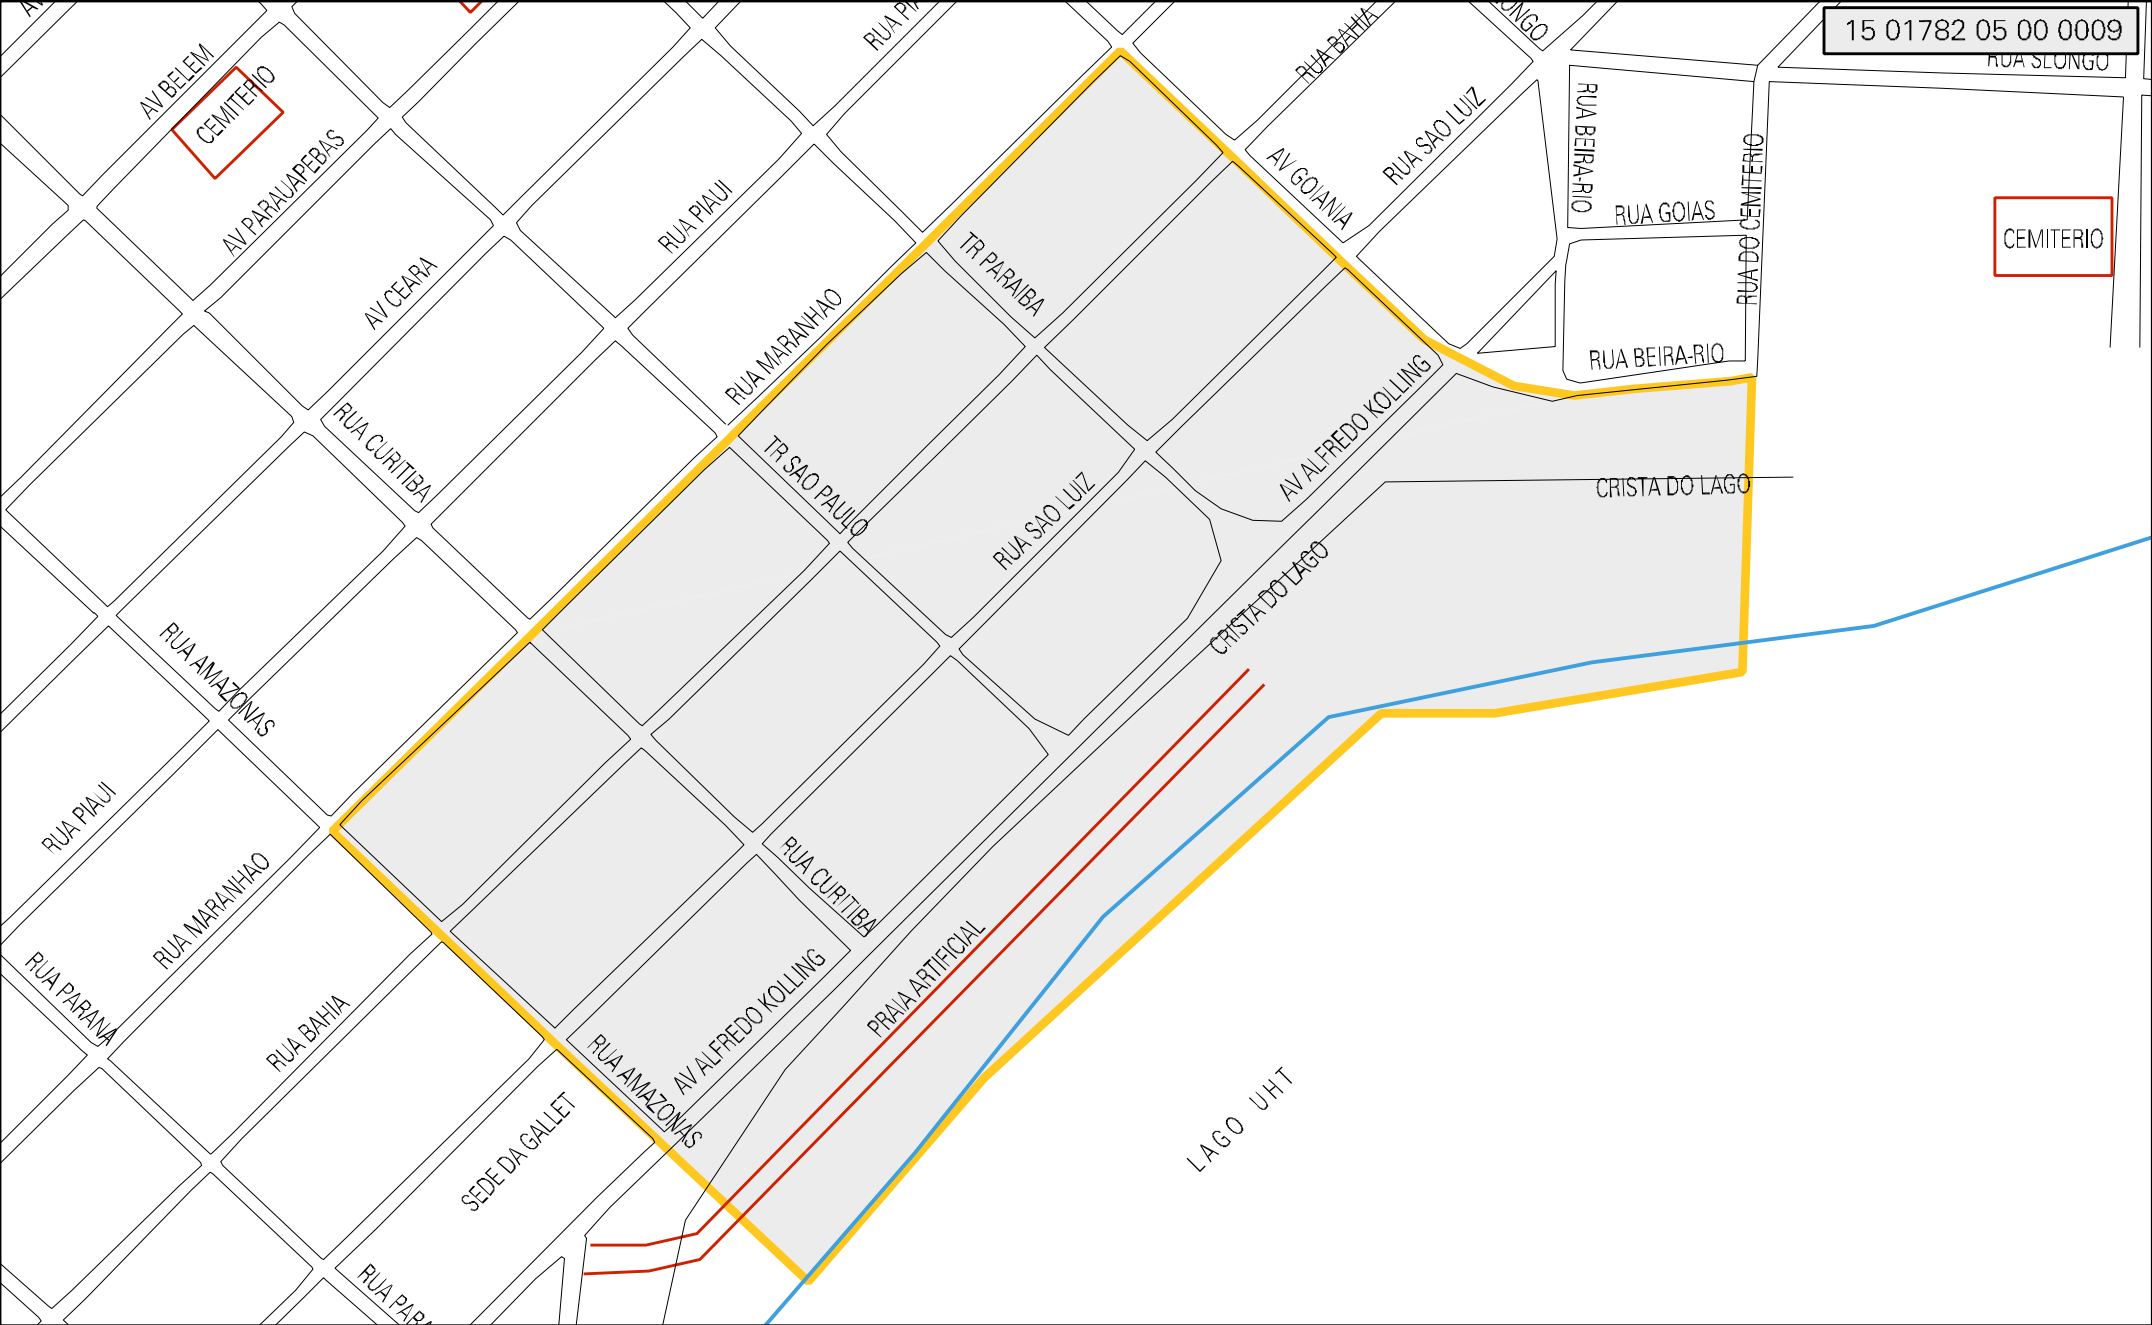 15 01782 05 00 0009
RUA SLONGO
AV BELEM
CEMITERIO
AV PARAUAPEBAS
RUA BAHIA
RUA SAO LUIZ
AV GOIANIA
RUA BEIRA-RIO
RUA DO CEMITERIO
RUA GOIAS
CEMITERIO
RUA PIAUI
AV CEARA
TR PARAIBA
RUA MARANHAO
RUA BEIRA-RIO
RUA CURITIBA
TR SAO PAULO
AV ALFREDO KOLLING
CRISTA DO LAGO
RUA SAO LUIZ
CRISTA DO LAGO
RUA AMAZONAS
RUA PIAUI
RUA MARANHAO
RUA CURITIBA
RUA PARANA
RUA BAHIA
AV ALFREDO KOLLING
PRAIA ARTIFICIAL
RUA AMAZONAS
SEDE DA GALLET
LAGO UHT
RUA PARA